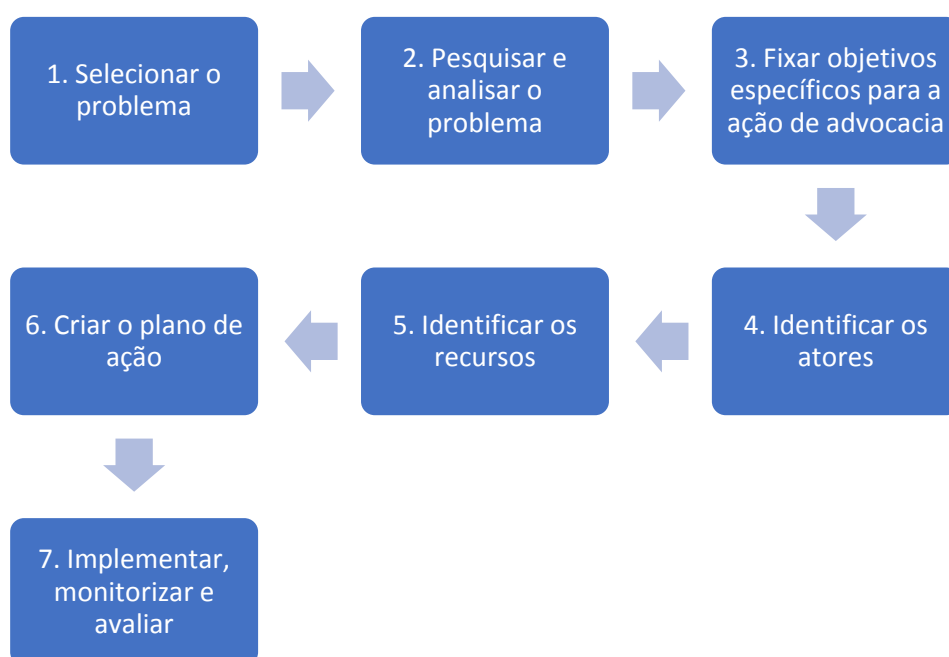 1. Selecionar o
problema
2. Pesquisar e
analisar o
problema
3. Fixar objetivos
específicos para a
ação de advocacia
4. Identificar os
atores
5. Identificar os
recursos
6. Criar o plano de
ação
7. Implementar,
monitorizar e
avaliar